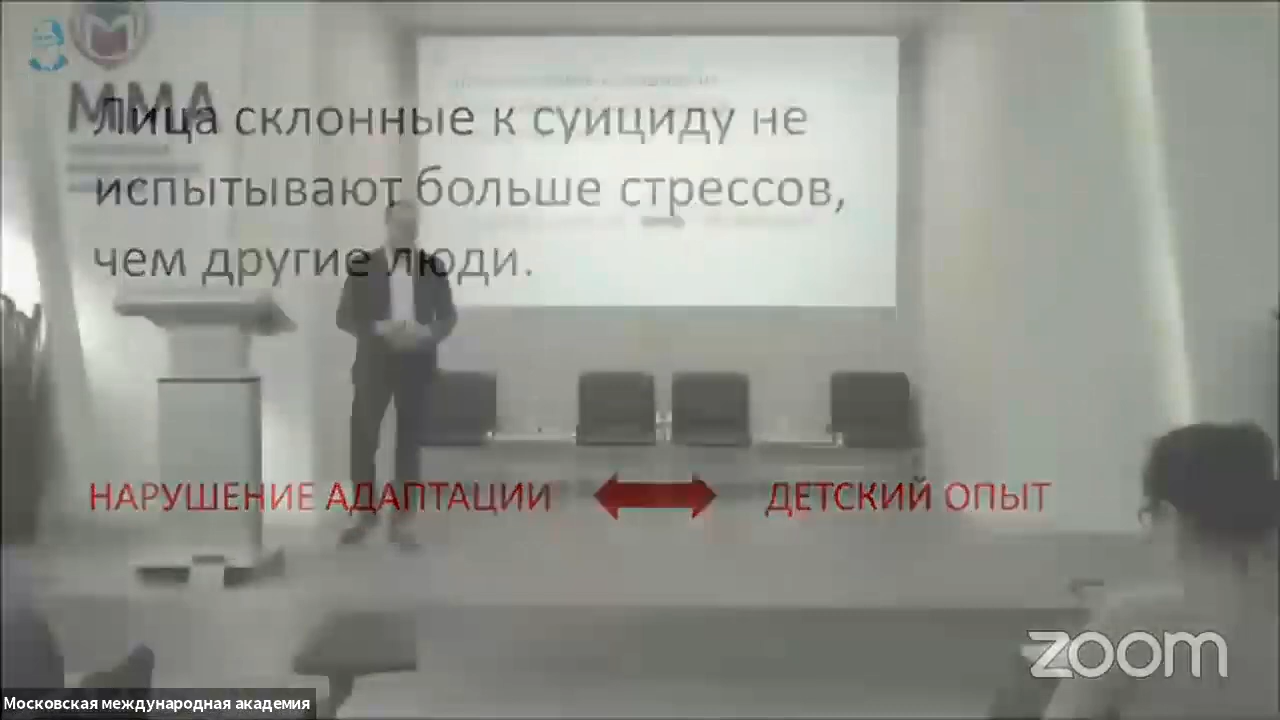 ММА
Лица склонные к суициду не
испытывают больше стрессов,
чем другие люди.
НАРУШЕНИЕ АДАПТАЦИИ ДЕТСКИЙ ОПЫТ
zoom
Московская международная академия